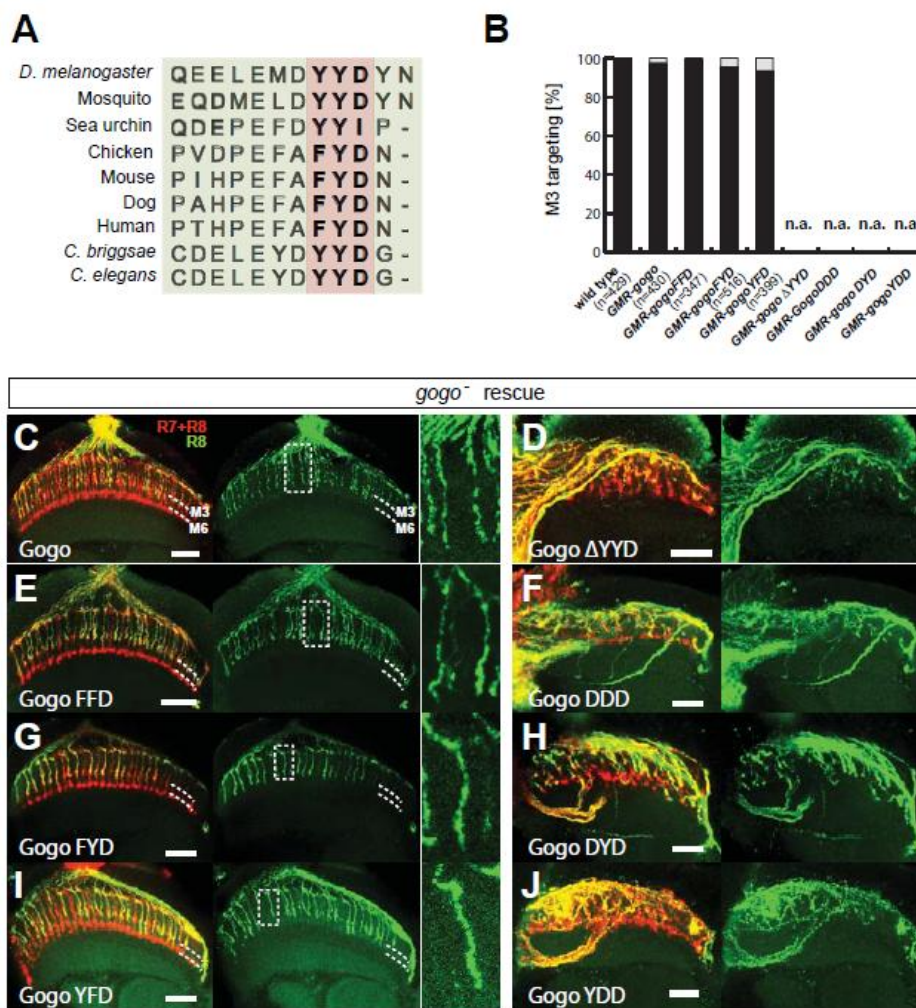 A
D. melanogaster QEELEMDYYDYN
Mosquito EQDMELDYYDYN
Sea urchin QDEPEFDYYIP-
Chicken PVDPEFAFYDN-
Mouse PIHPEFAFYDN-
Dog PAHPEFAFYDN-
Human PTHPEFAFYDN-
C. briggsae CDELEYDYYDG-
C. elegans CDELEYDYYDG-
B
M3 targeting [%]
100
80
60
40
20
0
n.a. n.a. n.a. n.a
wild type
(n=429)
GMR-gogo
(n=430)
GMR-gogoFFD
(n=347)
GMR-gogoFYD
(n=516)
GMR-gogoYFD
(n=399)
GMR-gogo ΔYYD
GMR-GogoDDD
GMR-gogo DYD
GMR-gogoYDD
gogo- rescue
C
R7+R8
R8
M3
M6
M3
M6
Gogo
D
Gogo ΔYYD
E
Gogo FFD
F
Gogo DDD
G
Gogo FYD
H
Gogo DYD
I
Gogo YFD
J
Gogo YDD